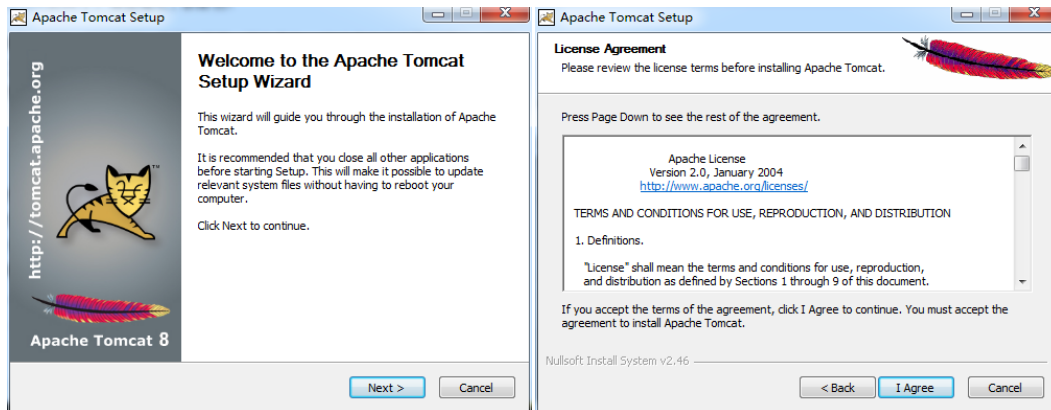 Apache Tomcat Setup
http://tomcat.apache.org
TM
Apache Tomcat 8
Welcome to the Apache Tomcat
Setup Wizard
This wizard will guide you through the installation of Apache
Tomcat.
It is recommended that you close all other applications
before starting Setup. This will make it possible to update
relevant system files without having to reboot your
computer.
Click Next to continue.
Next >
Cancel
Apache Tomcat Setup
License Agreement
Please review the license terms before installing Apache Tomcat.
Press Page Down to see the rest of the agreement.
Apache License
Version 2.0, January 2004
http://www.apache.org/licenses/
TERMS AND CONDITIONS FOR USE, REPRODUCTION, AND DISTRIBUTION
1. Definitions.
"License" shall mean the terms and conditions for use, reproduction,
and distribution as defined by Sections 1 through 9 of this document.
If you accept the terms of the agreement, click I Agree to continue. You must accept the
agreement to install Apache Tomcat.
Nullsoft Install System v2.46
< Back
I Agree
Cancel